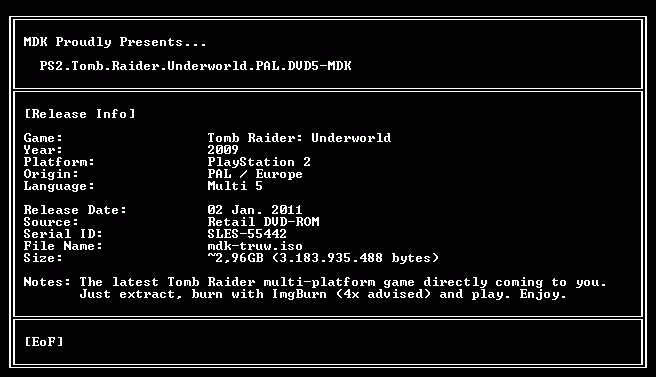 MDK Proudly Presents...
PS2.Tomb.Raider.Underworld.PAL.DVD5-MDK
[Release Info]
Game: Tomb Raider: Underworld
Year: 2009
Platform: PlayStation 2
Origin: PAL / Europe
Language: Multi 5
Release Date: 02 Jan. 2011
Source: Retail DVD-ROM
Serial ID: SLES-55442
File Name: mdk-truw.iso
Size: ~2,96GB (3.183.935.488 bytes)
Notes: The latest Tomb Raider multi-platform game directly coming to you.
Just extract, burn with ImgBurn (4x advised) and play. Enjoy.
[EoF]